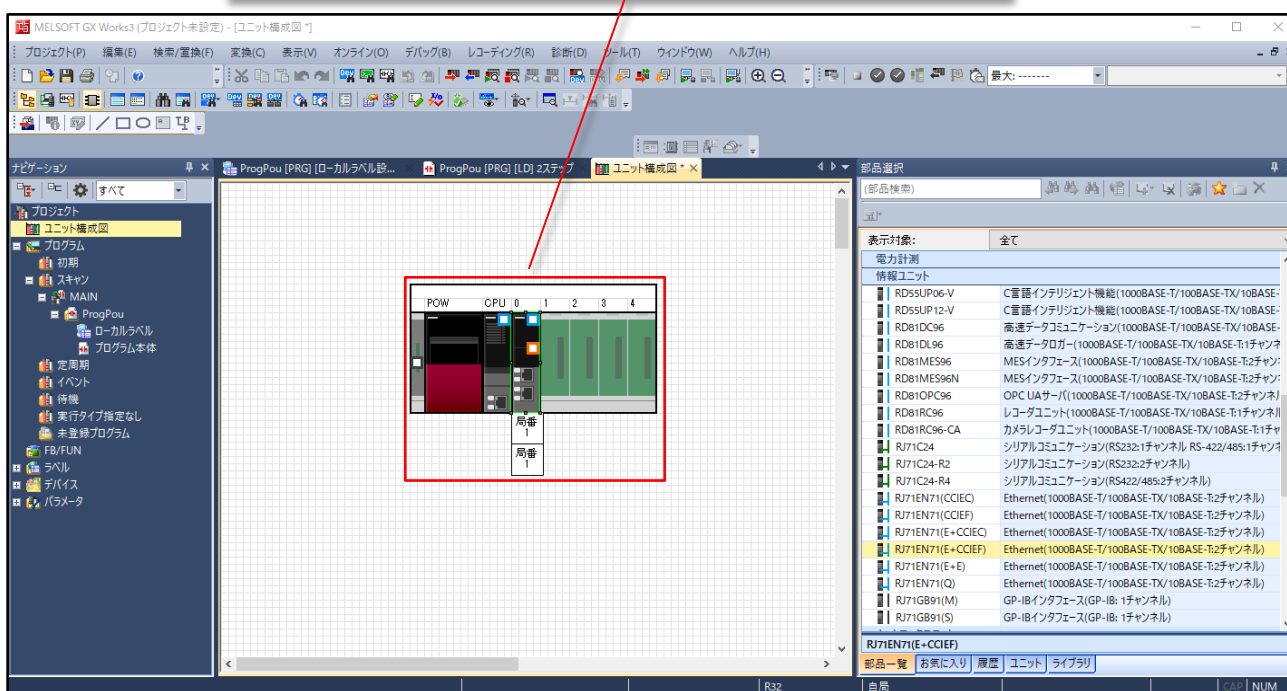 MELSOFT GX Works3 (プロジェクト未設定) - [ユニット構成図 *]
プロジェクト(P) 編集(E) 検索/置換(F) 変換(C) 表示(V) オンライン(O) デバッグ(B) レコーディング(R) 診断(D) ツール(T) ウィンドウ(W) ヘルプ(H)
最大: -------
ナビゲーション
ProgPou [PRG] [ローカルラベル設...
ProgPou [PRG] [LD] 2ステップ
ユニット構成図 *
部品選択
すべて
(部品検索)
プロジェクト
ユニット構成図
プログラム
初期
スキャン
MAIN
ProgPou
ローカルラベル
プログラム本体
定周期
イベント
待機
実行タイプ指定なし
未登録プログラム
FB/FUN
ラベル
デバイス
パラメータ
POW CPU 0 1 2 3 4
局番
1
局番
1
表示対象: 全て
電力計測
情報ユニット
RD55UP06-V C言語インテリジェント機能(1000BASE-T/100BASE-TX/10BASE-
RD55UP12-V C言語インテリジェント機能(1000BASE-T/100BASE-TX/10BASE-
RD81DC96 高速データコミュニケーション(1000BASE-T/100BASE-TX/10BASE-
RD81DL96 高速データロガー(1000BASE-T/100BASE-TX/10BASE-T:1チャンネ
RD81MES96 MESインタフェース(1000BASE-T/100BASE-TX/10BASE-T:2チャン
RD81MES96N MESインタフェース(1000BASE-T/100BASE-TX/10BASE-T:2チャン
RD81OPC96 OPC UAサーバ(1000BASE-T/100BASE-TX/10BASE-T:2チャンネル
RD81RC96 レコーダユニット(1000BASE-T/100BASE-TX/10BASE-T:1チャンネル
RD81RC96-CA カメラレコーダユニット(1000BASE-T/100BASE-TX/10BASE-T:1チャ
RJ71C24 シリアルコミュニケーション(RS232:1チャンネル RS-422/485:1チャンネ
RJ71C24-R2 シリアルコミュニケーション(RS232:2チャンネル)
RJ71C24-R4 シリアルコミュニケーション(RS422/485:2チャンネル)
RJ71EN71(CCIEC) Ethernet(1000BASE-T/100BASE-TX/10BASE-T:2チャンネル)
RJ71EN71(CCIEF) Ethernet(1000BASE-T/100BASE-TX/10BASE-T:2チャンネル)
RJ71EN71(E+CCIEC) Ethernet(1000BASE-T/100BASE-TX/10BASE-T:2チャンネル)
RJ71EN71(E+CCIEF) Ethernet(1000BASE-T/100BASE-TX/10BASE-T:2チャンネル)
RJ71EN71(E+E) Ethernet(1000BASE-T/100BASE-TX/10BASE-T:2チャンネル)
RJ71EN71(Q) Ethernet(1000BASE-T/100BASE-TX/10BASE-T:2チャンネル)
RJ71GB91(M) GP-IBインタフェース(GP-IB: 1チャンネル)
RJ71GB91(S) GP-IBインタフェース(GP-IB: 1チャンネル)
RJ71EN71(E+CCIEF)
部品一覧 お気に入り 履歴 ユニット ライブラリ
R32 自局 CAP NUM